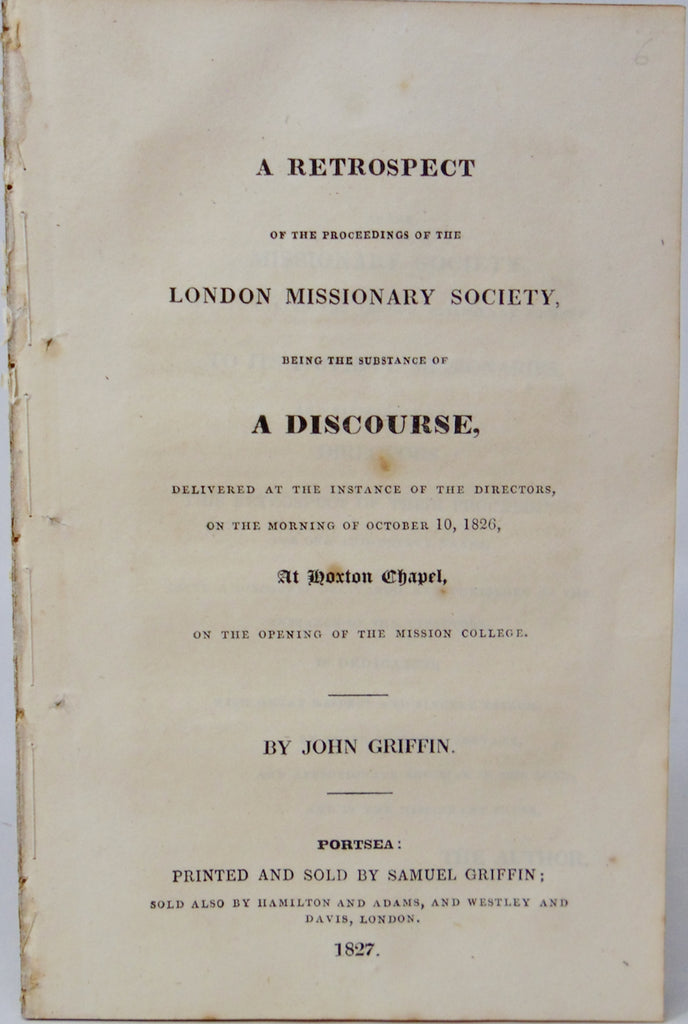 6
A RETROSPECT
OF THE PROCEEDINGS OF THE
LONDON MISSIONARY SOCIETY,
BEING THE SUBSTANCE OF
A DISCOURSE,
DELIVERED AT THE INSTANCE OF THE DIRECTORS,
ON THE MORNING OF OCTOBER 10, 1826,
At Hoxton Chapel,
ON THE OPENING OF THE MISSION COLLEGE.
BY JOHN GRIFFIN.
PORTSEA:
PRINTED AND SOLD BY SAMUEL GRIFFIN;
SOLD ALSO BY HAMILTON AND ADAMS, AND WESTLEY AND
DAVIS, LONDON.
1827.